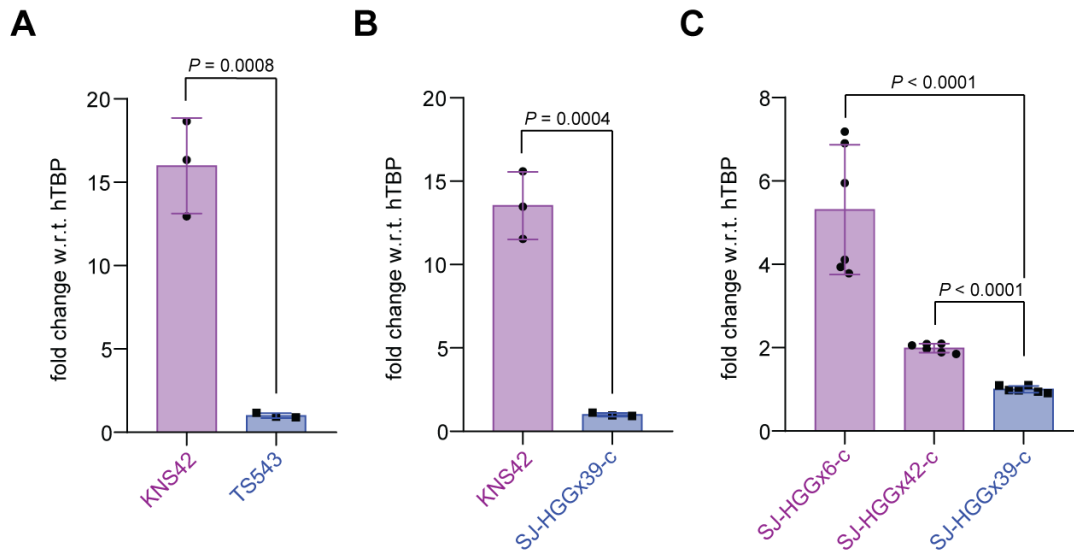 A
P = 0.0008
fold change w.r.t. hTBP
20
15
10
5
0
KNS42
TS543
B
P = 0.0004
fold change w.r.t. hTBP
20
15
10
5
0
KNS42
SJ-HGGx39-c
C
P < 0.0001
P < 0.0001
fold change w.r.t. hTBP
8
6
4
2
0
SJ-HGGx6-c
SJ-HGGx42-c
SJ-HGGx39-c